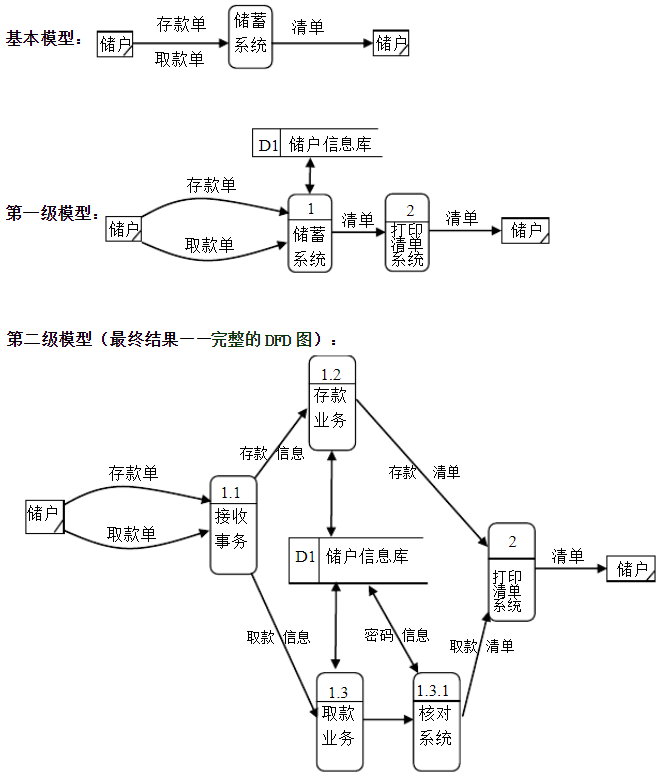 基本模型：
储户
存款单
取款单
储蓄
系统
清单
储户
D1 储户信息库
第一级模型：
储户
存款单
取款单
1
储蓄
系统
清单
2
打印
清单
系统
清单
储户
第二级模型（最终结果——完整的DFD图）：
1.2
存款
业务
存款 信息
存款 清单
储户
存款单
取款单
1.1
接收
事务
D1 储户信息库
2
打印
清单
系统
清单
储户
取款 信息
密码 信息
取款 清单
1.3
取款
业务
1.3.1
核对
系统